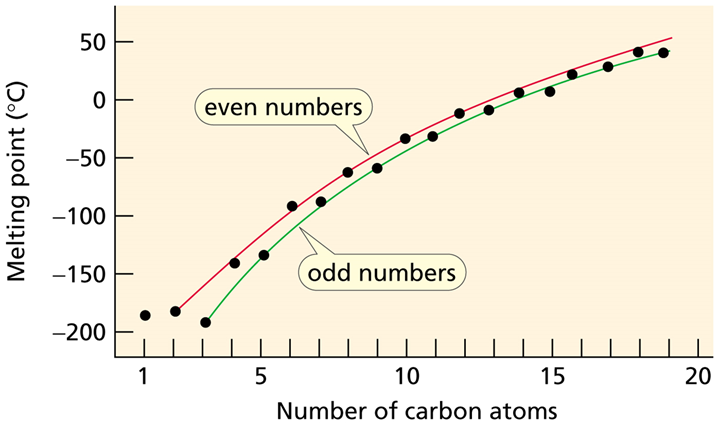 50
0
−50
−100
−150
−200
Melting point (°C)
even numbers
odd numbers
1 5 10 15 20
Number of carbon atoms